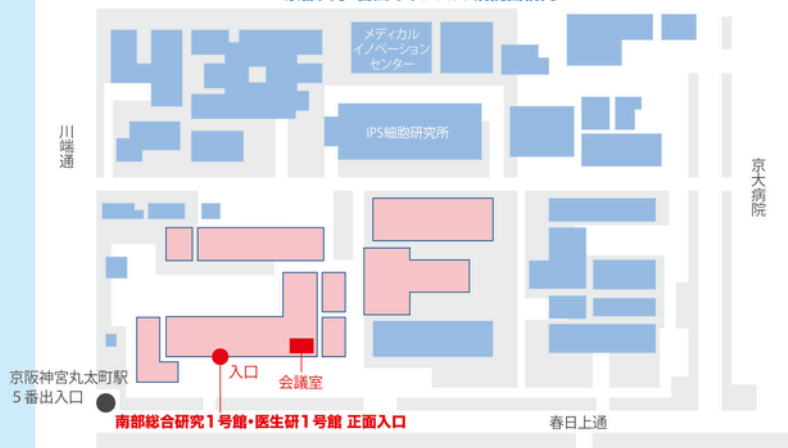 メディカル
イノベーション
センター
iPS細胞研究所
川端通
京大病院
入口
会議室
京阪神宮丸太町駅
5番出入口
南部総合研究1号館・医生研1号館 正面入口
春日上通